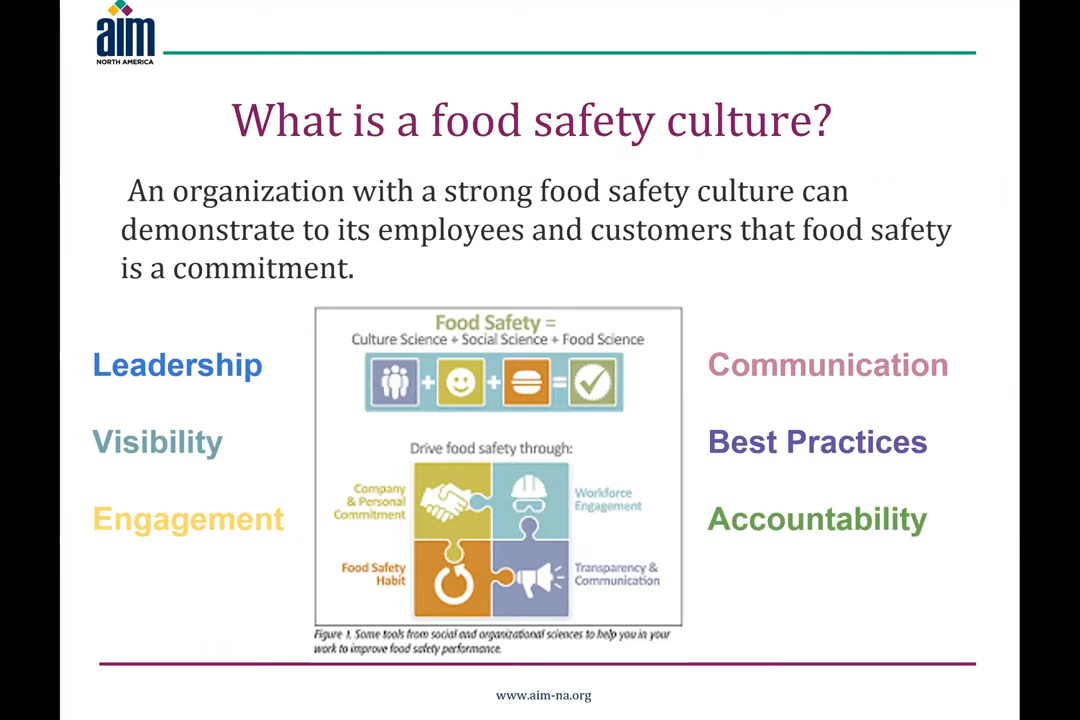 aim
NORTH AMERICA
What is a food safety culture?
An organization with a strong food safety culture can
demonstrate to its employees and customers that food safety
is a commitment.
Leadership
Visibility
Engagement
Food Safety =
Culture Science + Social Science + Food Science
+ + =
Drive food safety through:
Company
& Personal
Commitment
Workforce
Engagement
Food Safety
Habit
Transparency &
Communication
Figure 1. Some tools from social and organizational sciences to help you in your
work to improve food safety performance.
Communication
Best Practices
Accountability
www.aim-na.org